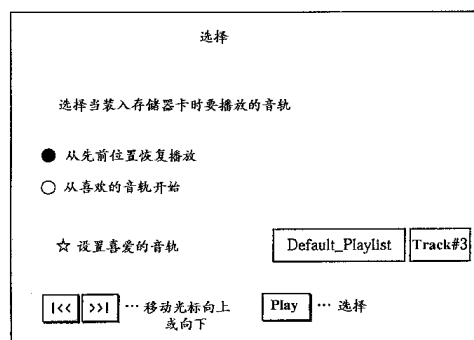 选择
选择当装入存储器卡时要播放的音轨
从先前位置恢复播放
从喜欢的音轨开始
☆ 设置喜爱的音轨 Default_Playlist Track#3
|<< >>| … 移动光标向上 Play … 选择
或向下